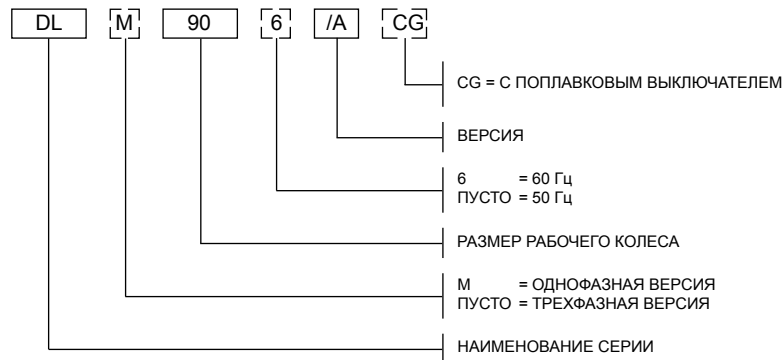 DL M 90 6 /A CG
CG = С ПОПЛАВКОВЫМ ВЫКЛЮЧАТЕЛЕМ
ВЕРСИЯ
6 = 60 Гц
ПУСТО = 50 Гц
РАЗМЕР РАБОЧЕГО КОЛЕСА
М = ОДНОФАЗНАЯ ВЕРСИЯ
ПУСТО = ТРЕХФАЗНАЯ ВЕРСИЯ
НАИМЕНОВАНИЕ СЕРИИ